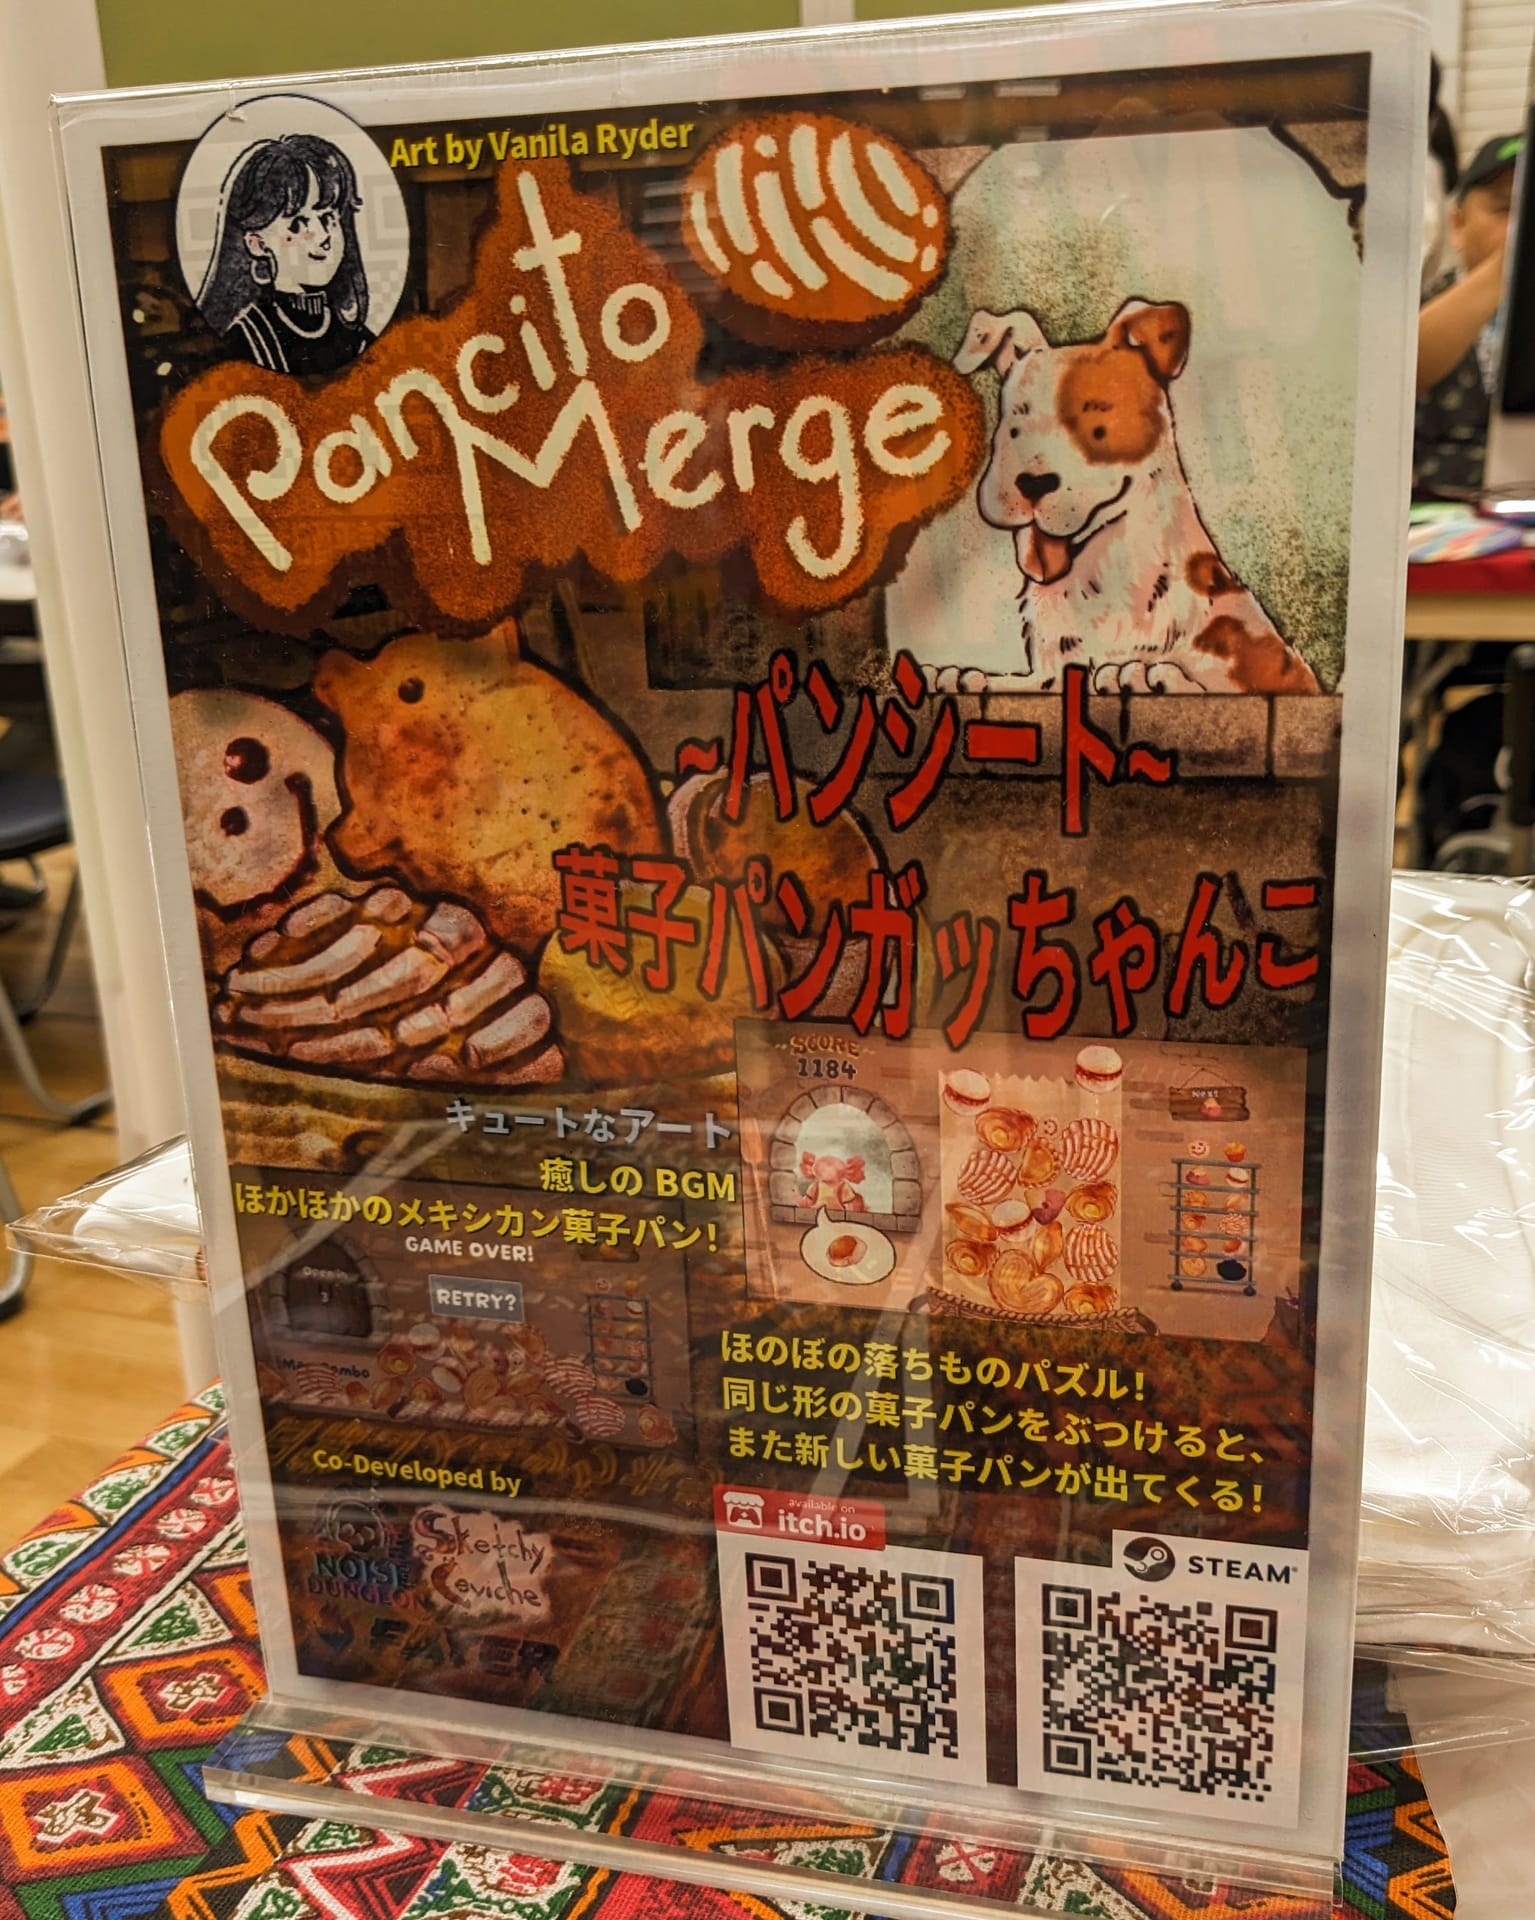 Art by Vanila Ryder
Pancito
Merge
~パンシート~
菓子パンガッちゃんこ
SCORE
1184
Next
キュートなアート
癒しの BGM
ほかほかのメキシカン菓子パン!
GAME OVER!
RETRY?
ほのぼの落ちものパズル!
同じ形の菓子パンをぶつけると、
また新しい菓子パンが出てくる!
Co-Developed by
NOISE
DUNGEON
Sketchy
Ceviche
available on
itch.io
STEAM